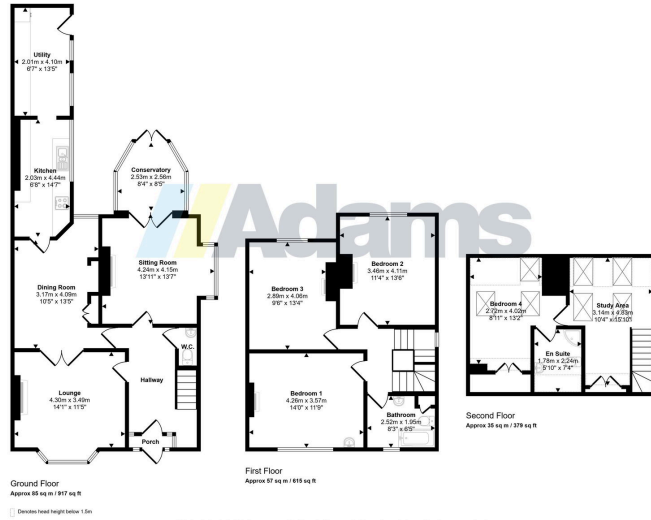 Utility
2.01m x 4.10m
6'7" x 13'5"
Kitchen
2.03m x 4.44m
6'8" x 14'7"
Conservatory
2.53m x 2.56m
8'4" x 8'5"
Adams
Sitting Room
4.24m x 4.15m
13'11" x 13'7"
Dining Room
3.17m x 4.09m
10'5" x 13'5"
W.C.
Lounge
4.30m x 3.49m
14'1" x 11'5"
Hallway
Porch
Ground Floor
Approx 85 sq m / 917 sq ft
Denotes head height below 1.5m
Bedroom 2
3.46m x 4.11m
11'4" x 13'6"
Bedroom 3
2.89m x 4.06m
9'6" x 13'4"
Bedroom 1
4.26m x 3.57m
14'0" x 11'9"
Bathroom
2.52m x 1.95m
8'3" x 6'5"
First Floor
Approx 57 sq m / 615 sq ft
Bedroom 4
2.72m x 4.02m
8'11" x 13'2"
Study Area
3.14m x 4.83m
10'4" x 15'10"
En Suite
1.78m x 2.24m
5'10" x 7'4"
Second Floor
Approx 35 sq m / 379 sq ft